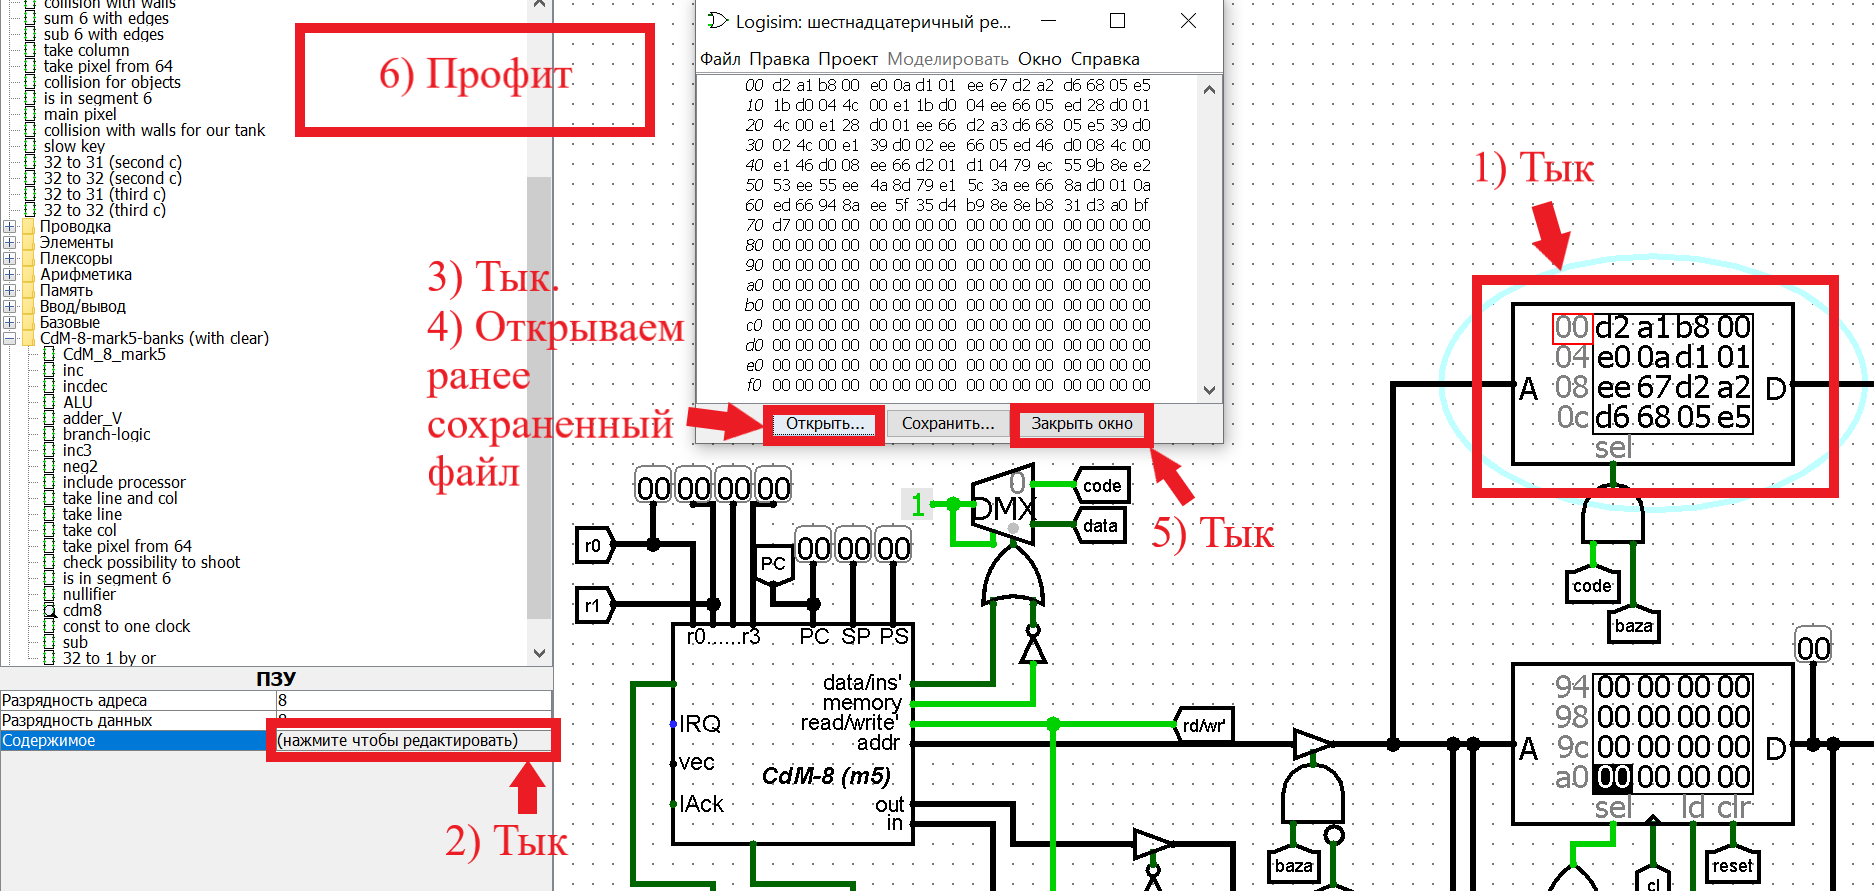 collision with walls
sum 6 with edges
sub 6 with edges
take column
take pixel from 64
collision for objects
is in segment 6
main pixel
collision with walls for our tank
slow key
32 to 31 (second c)
32 to 32 (second c)
32 to 31 (third c)
32 to 32 (third c)
Проводка
Элементы
Плексоры
Арифметика
Память
Ввод/вывод
Базовые
CdM-8-mark5-banks (with clear)
CdM_8_mark5
inc
incdec
ALU
adder_V
branch-logic
inc3
neg2
include processor
take line and col
take line
take col
take pixel from 64
check possibility to shoot
is in segment 6
nullifier
cdm8
const to one clock
sub
32 to 1 by or
ПЗУ
Разрядность адреса 8
Разрядность данных 8
Содержимое (нажмите чтобы редактировать)
2) Тык
6) Профит
3) Тык.
4) Открываем
ранее
сохраненный
файл
Logisim: шестнадцатеричный ре...
Файл Правка Проект Моделировать Окно Справка
00 d2 a1 b8 00 e0 0a d1 01 ee 67 d2 a2 d6 68 05 e5
10 1b d0 04 4c 00 e1 1b d0 04 ee 66 05 ed 28 d0 01
20 4c 00 e1 28 d0 01 ee 66 d2 a3 d6 68 05 e5 39 d0
30 02 4c 00 e1 39 d0 02 ee 66 05 ed 46 d0 08 4c 00
40 e1 46 d0 08 ee 66 d2 01 d1 04 79 ec 55 9b 8e e2
50 53 ee 55 ee 4a 8d 79 e1 5c 3a ee 66 8a d0 01 0a
60 ed 66 94 8a ee 5f 35 d4 b9 8e 8e b8 31 d3 a0 bf
70 d7 00 00 00 00 00 00 00 00 00 00 00 00 00 00 00
80 00 00 00 00 00 00 00 00 00 00 00 00 00 00 00 00
90 00 00 00 00 00 00 00 00 00 00 00 00 00 00 00 00
a0 00 00 00 00 00 00 00 00 00 00 00 00 00 00 00 00
b0 00 00 00 00 00 00 00 00 00 00 00 00 00 00 00 00
c0 00 00 00 00 00 00 00 00 00 00 00 00 00 00 00 00
d0 00 00 00 00 00 00 00 00 00 00 00 00 00 00 00 00
e0 00 00 00 00 00 00 00 00 00 00 00 00 00 00 00 00
f0 00 00 00 00 00 00 00 00 00 00 00 00 00 00 00 00
Открыть... Сохранить... Закрыть окно
5) Тык
1) Тык
00 d2 a1 b8 00
04 e0 0a d1 01
A 08 ee 67 d2 a2 D
0c d6 68 05 e5
sel
code
baza
00 00 00 00
00 00 00
r0
r1
PC
1
0
DMX
code
data
r0......r3 PC SP PS
data/ins'
memory
IRQ read/write'
addr
vec
CdM-8 (m5)
IAck out
in
rd/wr'
baza
00
94 00 00 00 00
98 00 00 00 00
A 9c 00 00 00 00 D
a0 00 00 00 00
sel ld clr
reset
cl